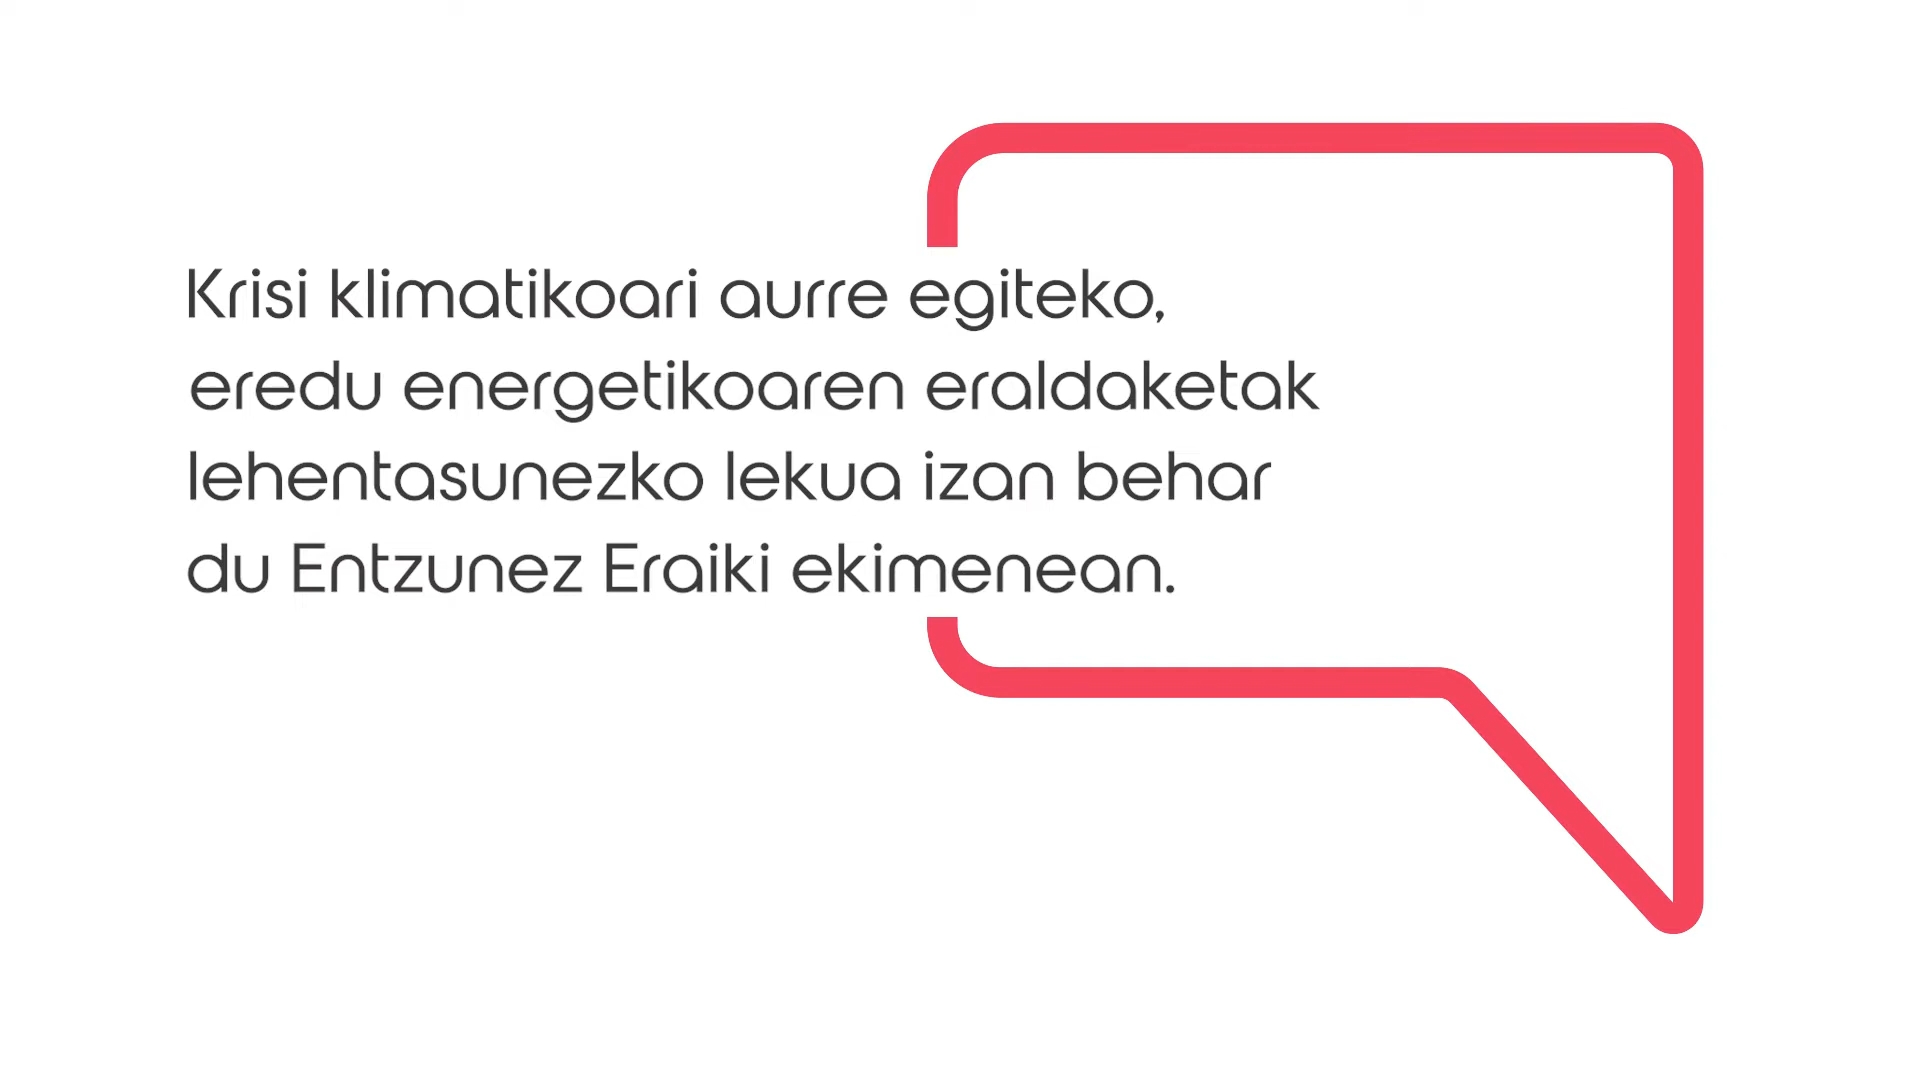 Krisi klimatikoari aurre egiteko,
eredu energetikoaren eraldaketak
lehentasunezko lekua izan behar
du Entzunez Eraiki ekimenean.